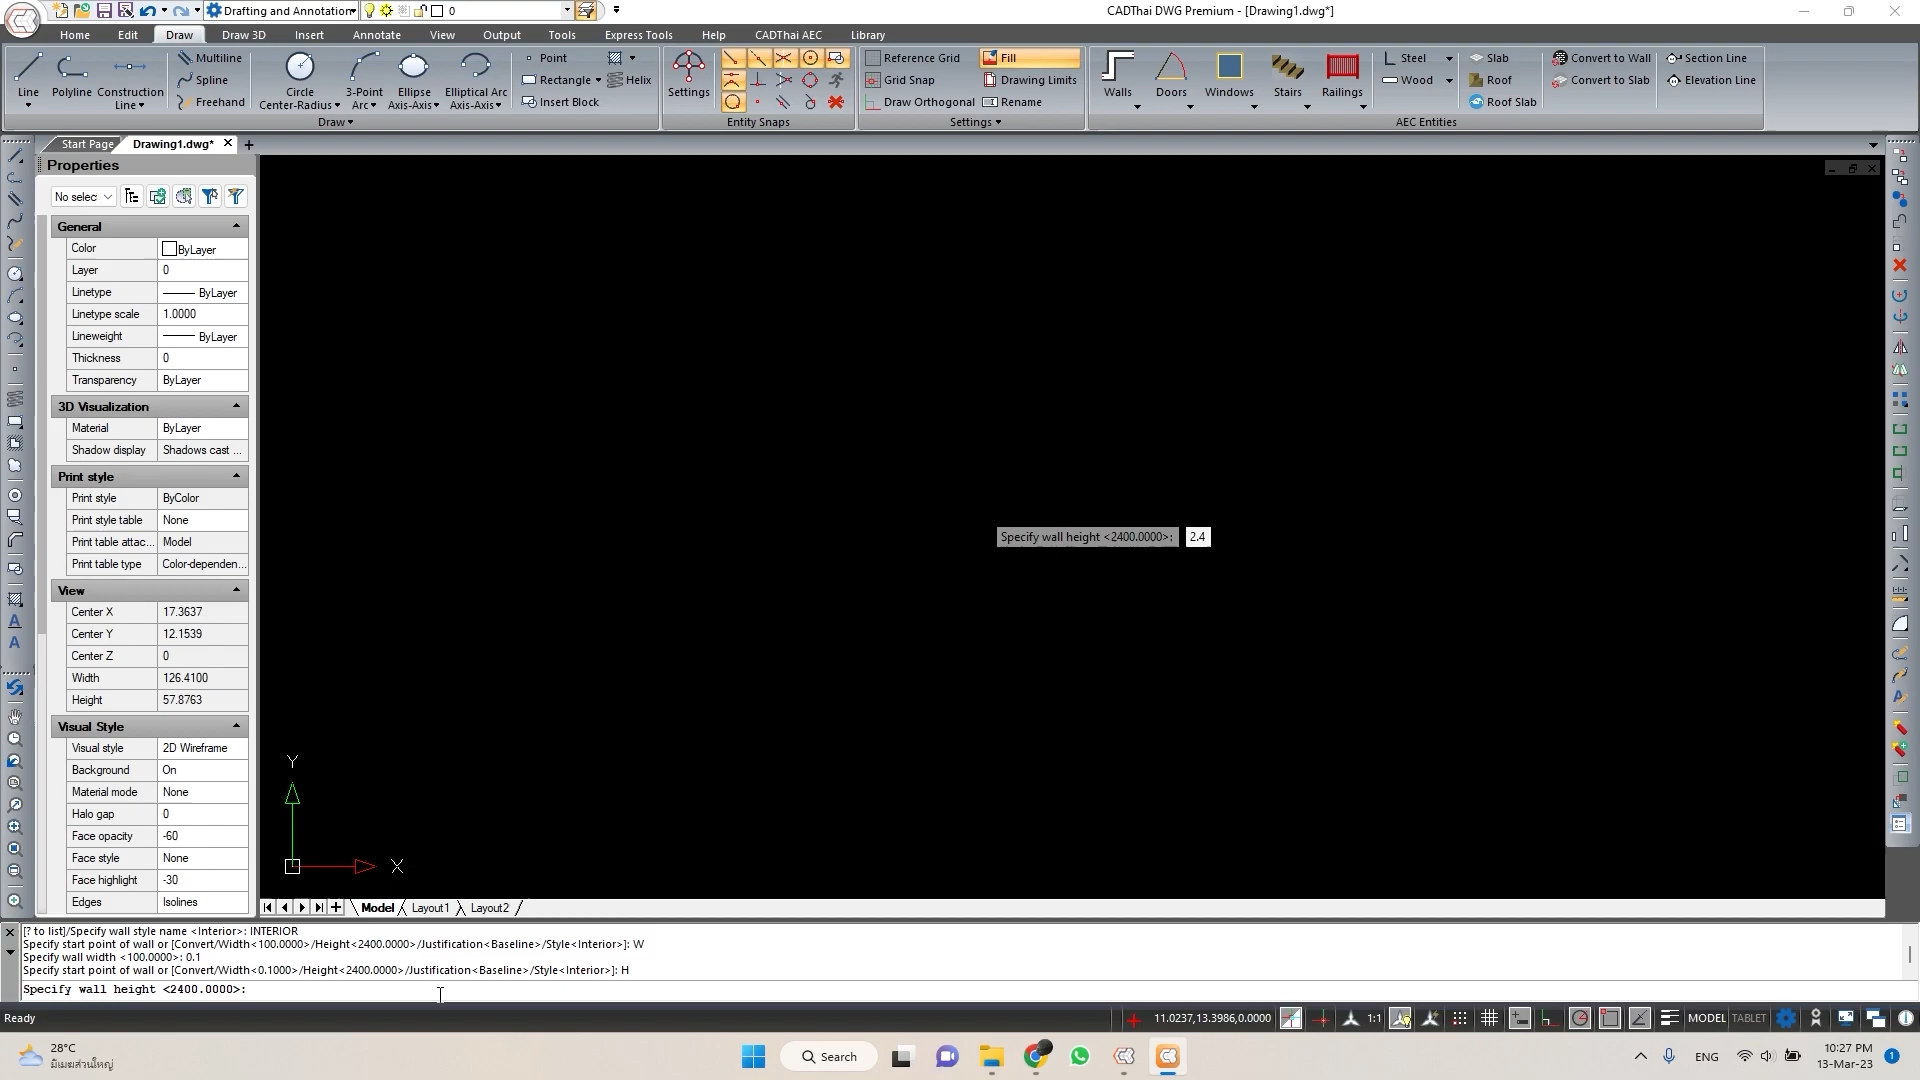 Drafting and Annotation
0
CADThai DWG Premium - [Drawing1.dwg*]
Home
Edit
Draw
Draw 3D
Insert
Annotate
View
Output
Tools
Express Tools
Help
CADThai AEC
Library
Line
Polyline
Construction
Line
Multiline
Spline
Freehand
Circle
Center-Radius
3-Point
Arc
Ellipse
Axis-Axis
Elliptical Arc
Axis-Axis
Point
Rectangle
Helix
Insert Block
Draw
Settings
Entity Snaps
Reference Grid
Grid Snap
Draw Orthogonal
Fill
Drawing Limits
Rename
Settings
Walls
Doors
Windows
Stairs
Railings
Steel
Wood
Slab
Roof
Roof Slab
Convert to Wall
Convert to Slab
Section Line
Elevation Line
AEC Entities
Start Page
Drawing1.dwg*
Properties
No selec
General
Color ByLayer
Layer 0
Linetype ByLayer
Linetype scale 1.0000
Lineweight ByLayer
Thickness 0
Transparency ByLayer
3D Visualization
Material ByLayer
Shadow display Shadows cast ...
Print style
Print style ByColor
Print style table None
Print table attac... Model
Print table type Color-dependen...
View
Center X 17.3637
Center Y 12.1539
Center Z 0
Width 126.4100
Height 57.8763
Visual Style
Visual style 2D Wireframe
Background On
Material mode None
Halo gap 0
Face opacity -60
Face style None
Face highlight -30
Edges Isolines
Specify wall height <2400.0000>: 2.4
Y
X
Model
Layout1
Layout2
[? to list]/Specify wall style name <Interior>: INTERIOR
Specify start point of wall or [Convert/Width<100.0000>/Height<2400.0000>/Justification<Baseline>/Style<Interior>]: W
Specify wall width <100.0000>: 0.1
Specify start point of wall or [Convert/Width<0.1000>/Height<2400.0000>/Justification<Baseline>/Style<Interior>]: H
Specify wall height <2400.0000>:
Ready
11.0237,13.3986,0.0000
1:1
MODEL
TABLET
28°C
มีเมฆส่วนใหญ่
Search
ENG
10:27 PM
13-Mar-23
1